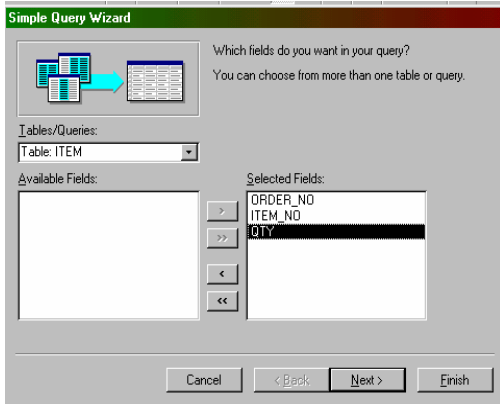 Simple Query Wizard
Which fields do you want in your query?
You can choose from more than one table or query.
Tables/Queries:
Table: ITEM
Available Fields:
Selected Fields:
ORDER_NO
ITEM_NO
QTY
>
>>
<
<<
Cancel
< Back
Next >
Finish